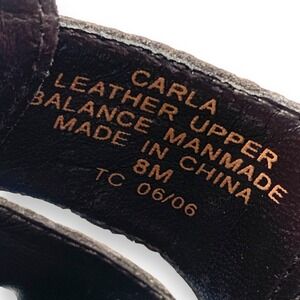 CARLA
LEATHER UPPER
BALANCE MANMADE
MADE IN CHINA
8M
TC 06/06